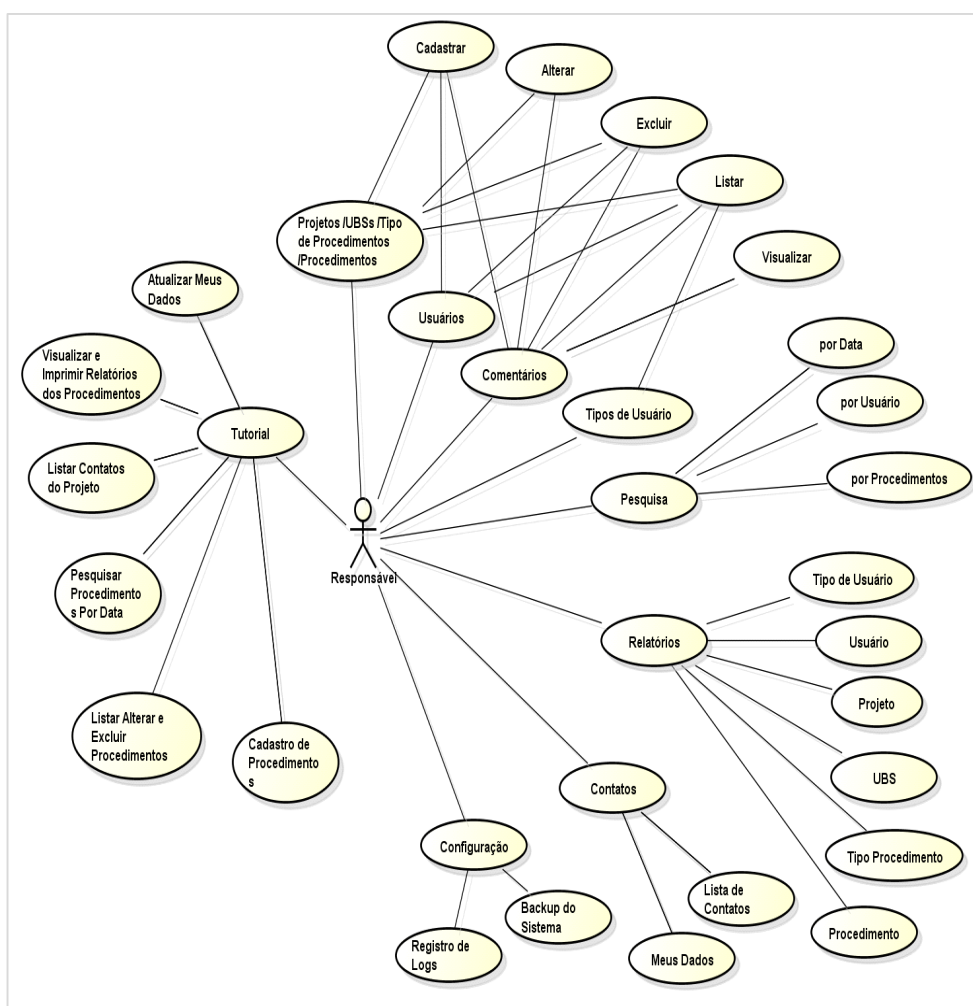 Cadastrar
Alterar
Excluir
Listar
Projetos /UBSs /Tipo
de Procedimentos
/Procedimentos
Visualizar
Atualizar Meus
Dados
Usuários
por Data
Visualizar e
Imprimir Relatórios
dos Procedimentos
Comentários
por Usuário
Tipos de Usuário
Tutorial
Listar Contatos
do Projeto
Pesquisa
por Procedimentos
Responsável
Pesquisar
Procedimento
s Por Data
Tipo de Usuário
Relatórios
Usuário
Projeto
Listar Alterar e
Excluir
Procedimentos
Cadastro de
Procedimento
s
UBS
Contatos
Configuração
Tipo Procedimento
Lista de
Contatos
Backup do
Sistema
Procedimento
Registro de
Logs
Meus Dados